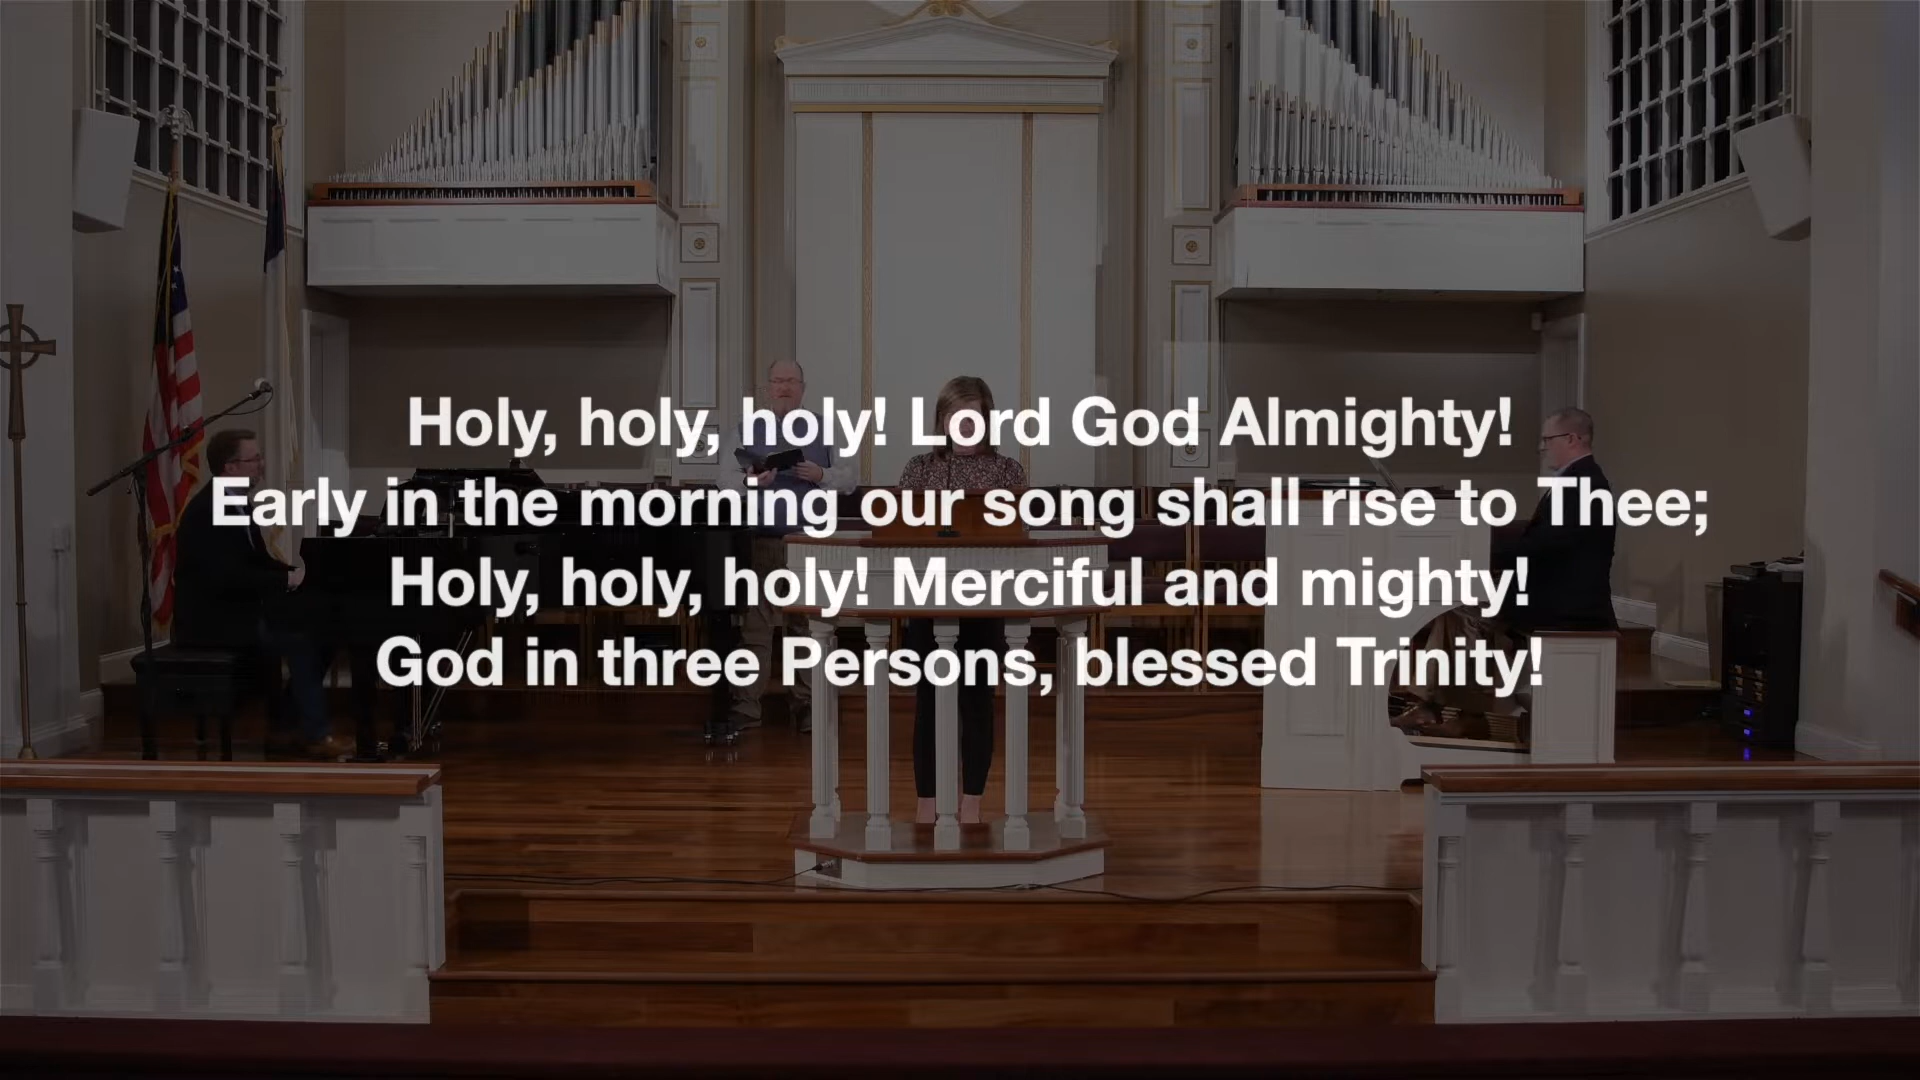 Holy, holy, holy! Lord God Almighty!
Early in the morning our song shall rise to Thee;
Holy, holy, holy! Merciful and mighty!
God in three Persons, blessed Trinity!